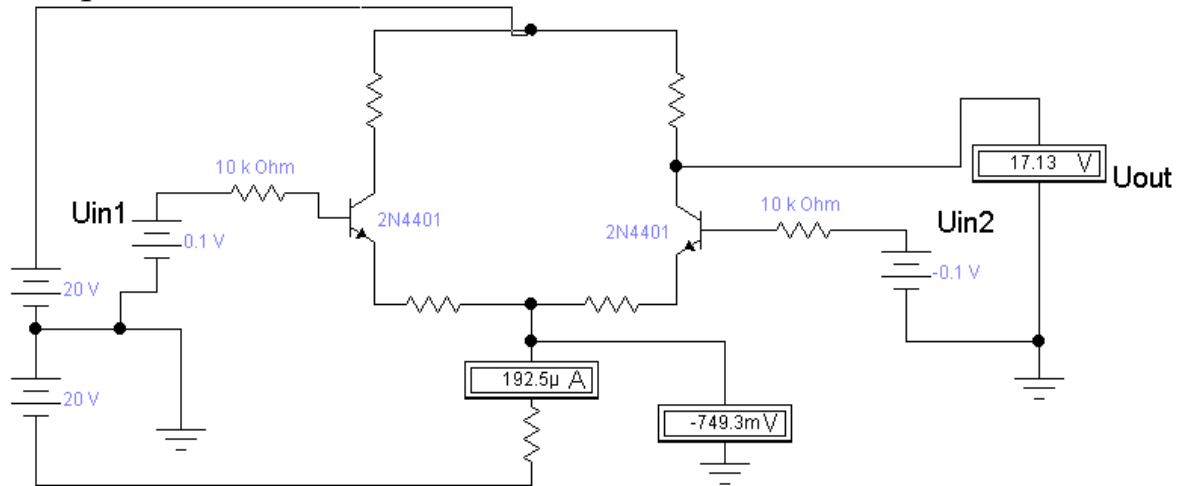 17.13 V
Uout
10 k Ohm
10 k Ohm
Uin1
2N4401
2N4401
Uin2
0.1 V
-0.1 V
20 V
192.5µ A
20 V
-749.3m V